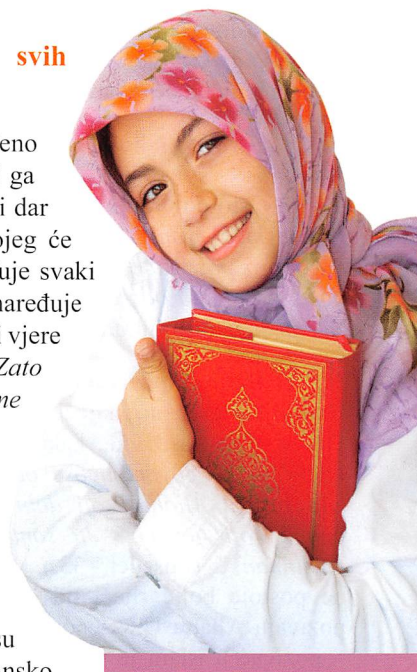 svih
eno
ga
i dar
ojeg će
uje svaki
naređuje
vjere
Zato
ne
su
nsko